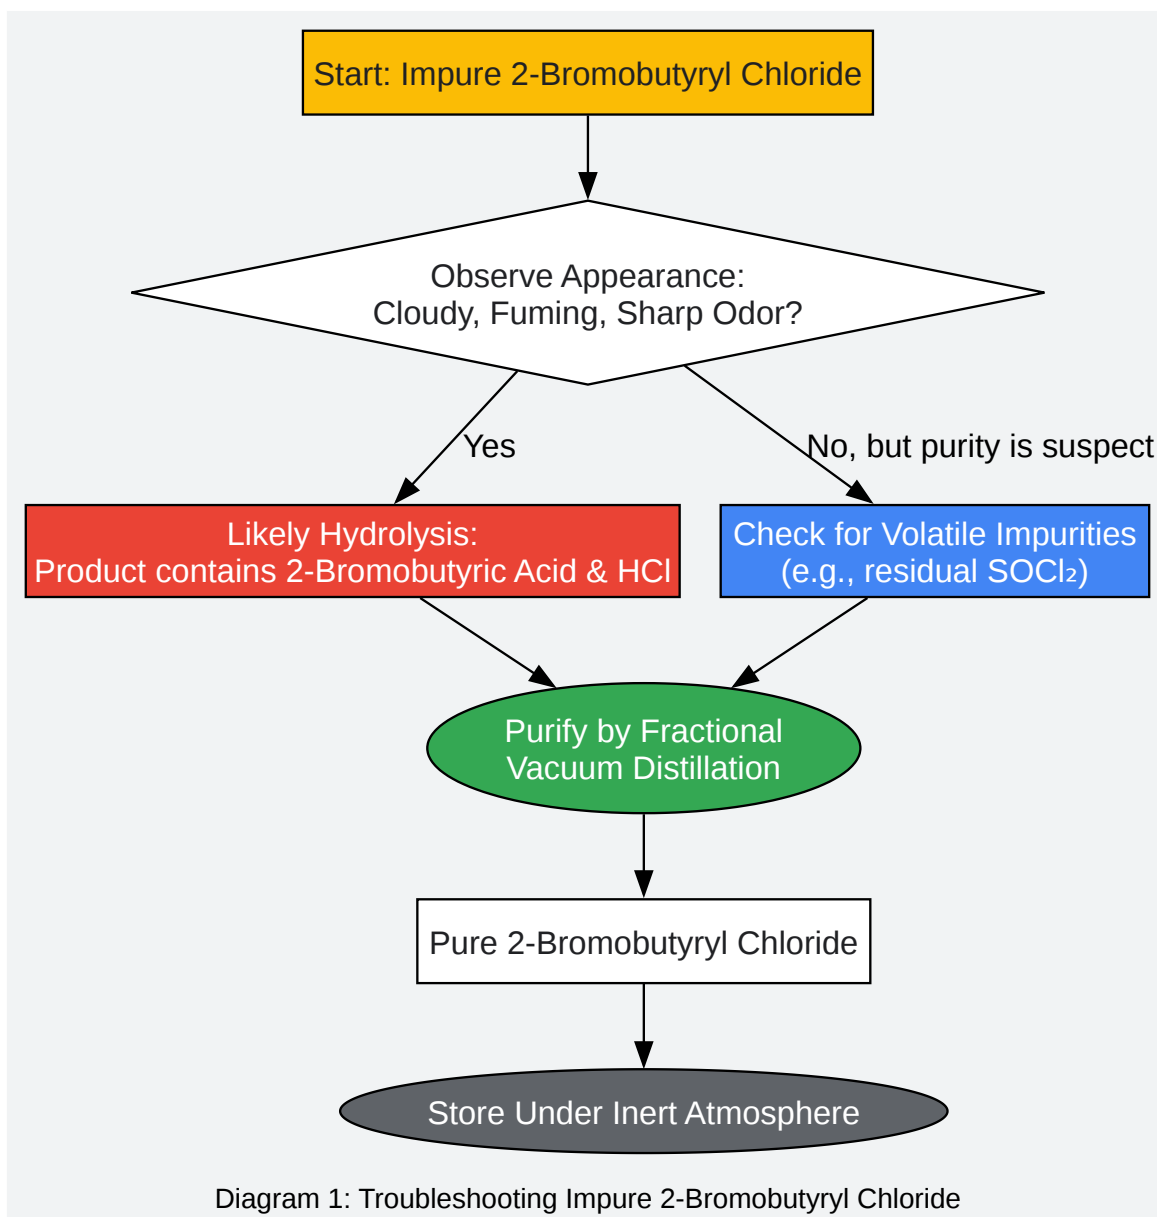 Start: Impure 2-Bromobutyryl Chloride
Observe Appearance:
Cloudy, Fuming, Sharp Odor?
Yes
No, but purity is suspect
Likely Hydrolysis:
Product contains 2-Bromobutyric Acid & HCl
Check for Volatile Impurities
(e.g., residual SOCl₂)
Purify by Fractional
Vacuum Distillation
Pure 2-Bromobutyryl Chloride
Store Under Inert Atmosphere
Diagram 1: Troubleshooting Impure 2-Bromobutyryl Chloride